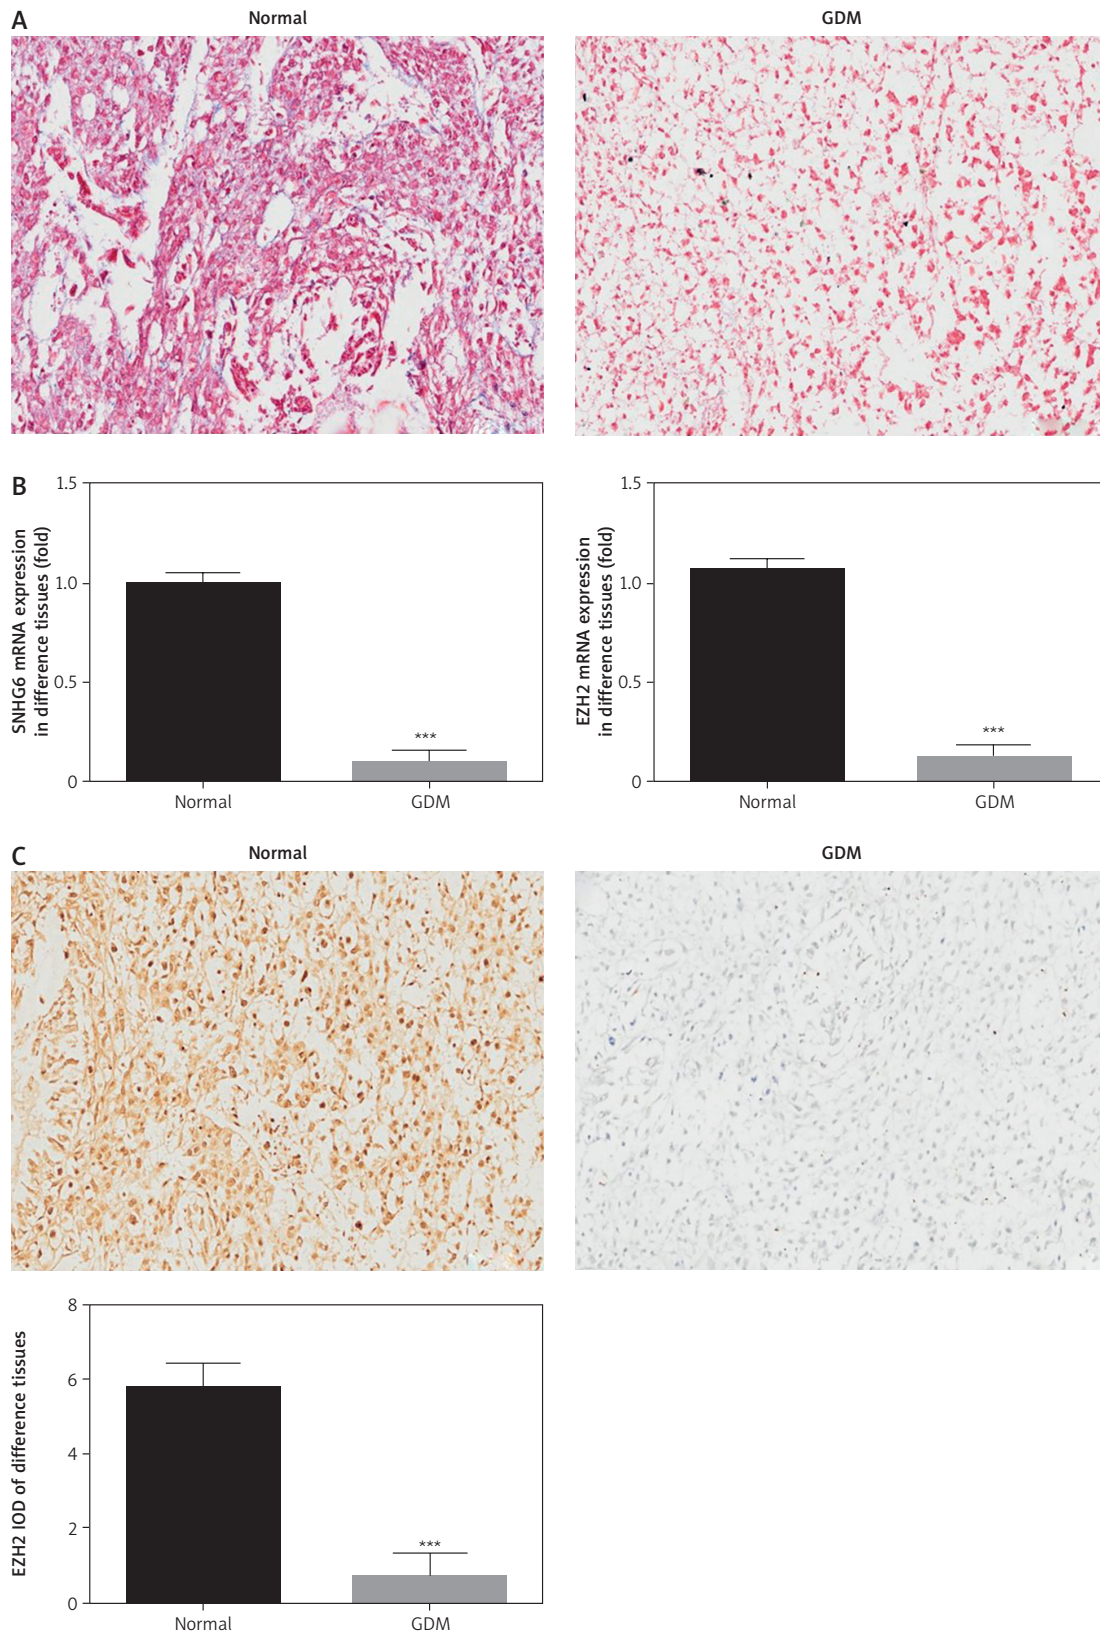 A
Normal
GDM
B
SNHG6 mRNA expression
in difference tissues (fold)
1.5
1.0
0.5
0
***
Normal
GDM
EZH2 mRNA expression
in difference tissues (fold)
1.5
1.0
0.5
0
***
Normal
GDM
C
Normal
GDM
EZH2 IOD of difference tissues
8
6
4
2
0
***
Normal
GDM